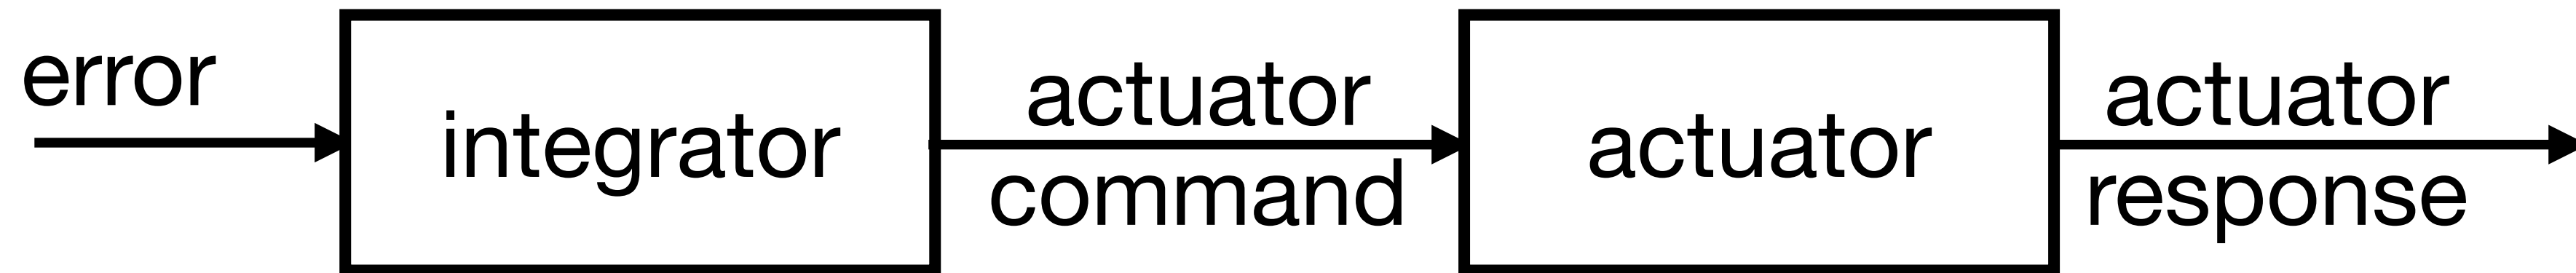 error
integrator
actuator
command
actuator
actuator
response